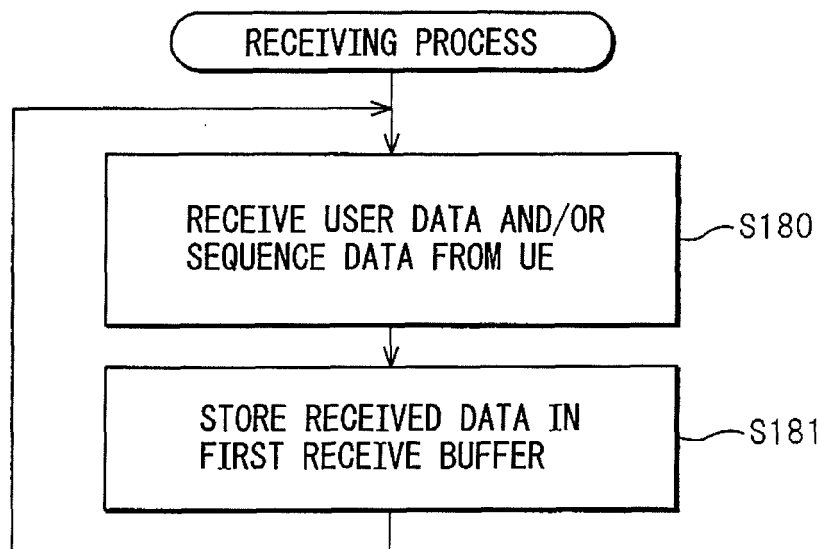 RECEIVING PROCESS
RECEIVE USER DATA AND/OR
SEQUENCE DATA FROM UE
S180
STORE RECEIVED DATA IN
FIRST RECEIVE BUFFER
S181